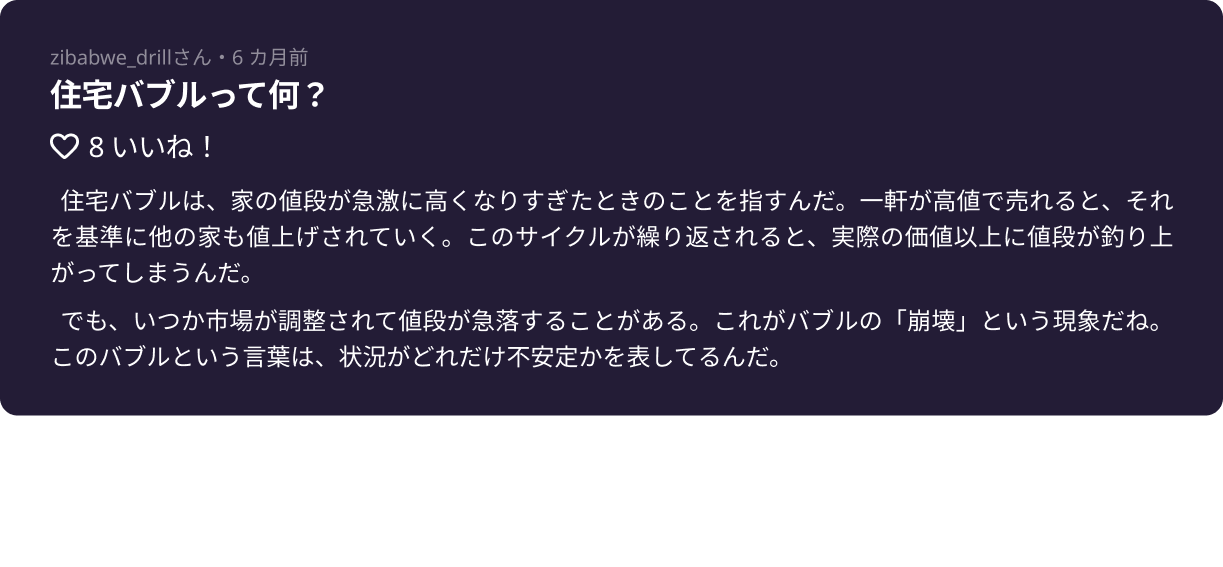 zibabwe_drillさん・6 カ月前
住宅バブルって何？
8 いいね！
住宅バブルは、家の値段が急激に高くなりすぎたときのことを指すんだ。一軒が高値で売れると、それ
を基準に他の家も値上げされていく。このサイクルが繰り返されると、実際の価値以上に値段が釣り上
がってしまうんだ。
でも、いつか市場が調整されて値段が急落することがある。これがバブルの「崩壊」という現象だね。
このバブルという言葉は、状況がどれだけ不安定かを表してるんだ。